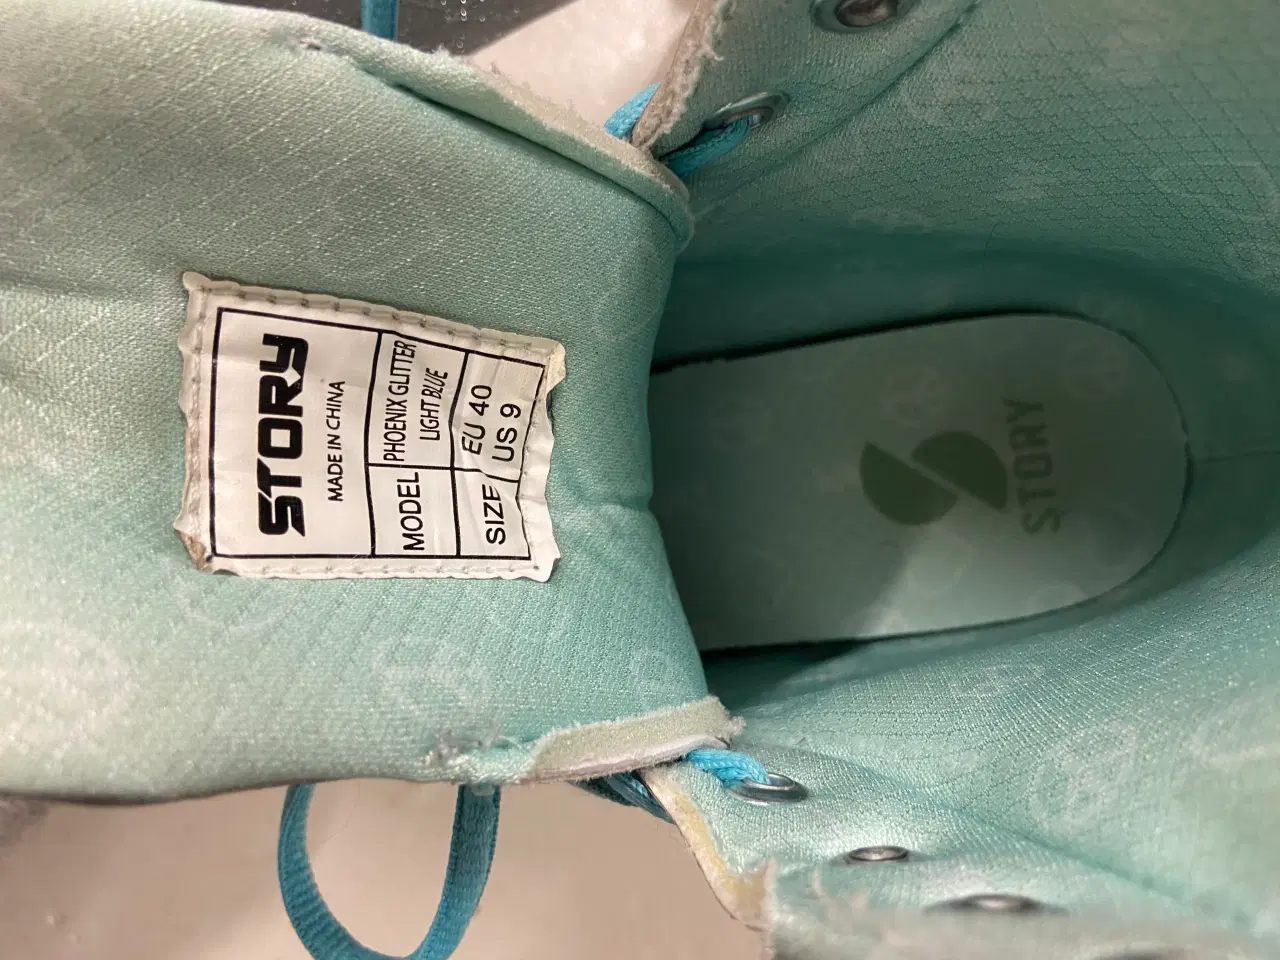 STORY
MADE IN CHINA
MODEL PHOENIX GLITTER
LIGHT BLUE
SIZE EU 40
US 9
STORY